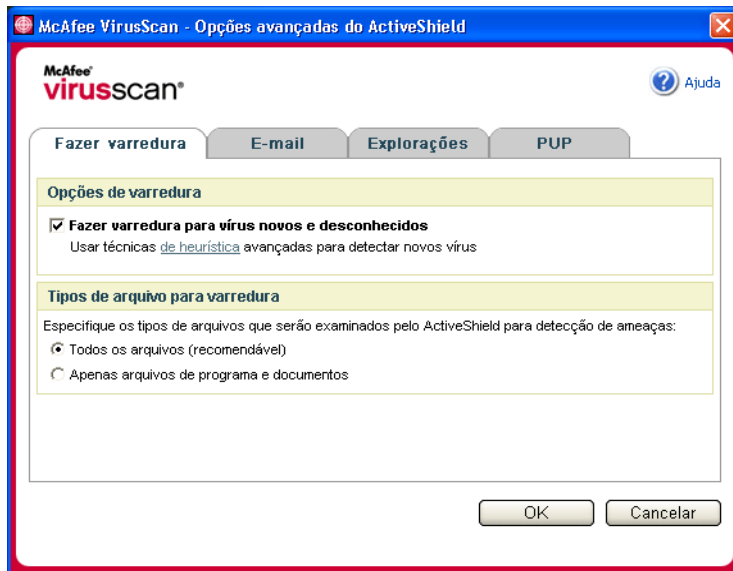 McAfee VirusScan - Opções avançadas do ActiveShield
McAfee®
virusscan®
Ajuda
Fazer varredura
E-mail
Explorações
PUP
Opções de varredura
Fazer varredura para vírus novos e desconhecidos
Usar técnicas de heurística avançadas para detectar novos vírus
Tipos de arquivo para varredura
Especifique os tipos de arquivos que serão examinados pelo ActiveShield para detecção de ameaças:
Todos os arquivos (recomendável)
Apenas arquivos de programa e documentos
OK
Cancelar